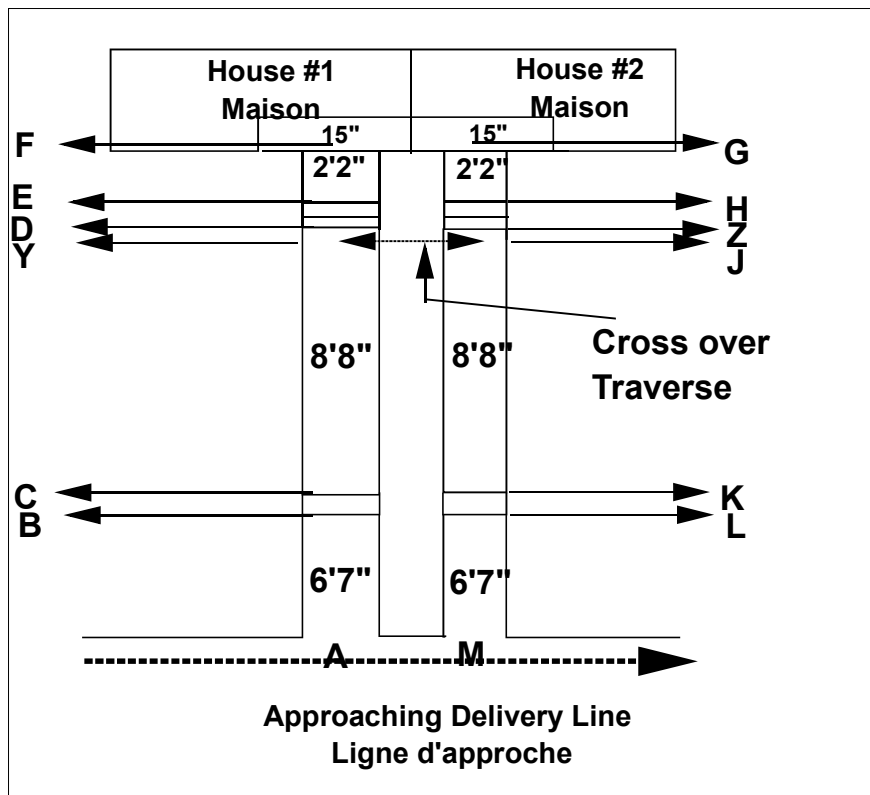 House #1
Maison
House #2
Maison
15"
15"
F
G
2'2"
2'2"
E
H
D
Z
Y
J
8'8"
8'8"
Cross over
Traverse
C
K
B
L
6'7"
6'7"
A
M
Approaching Delivery Line
Ligne d'approche